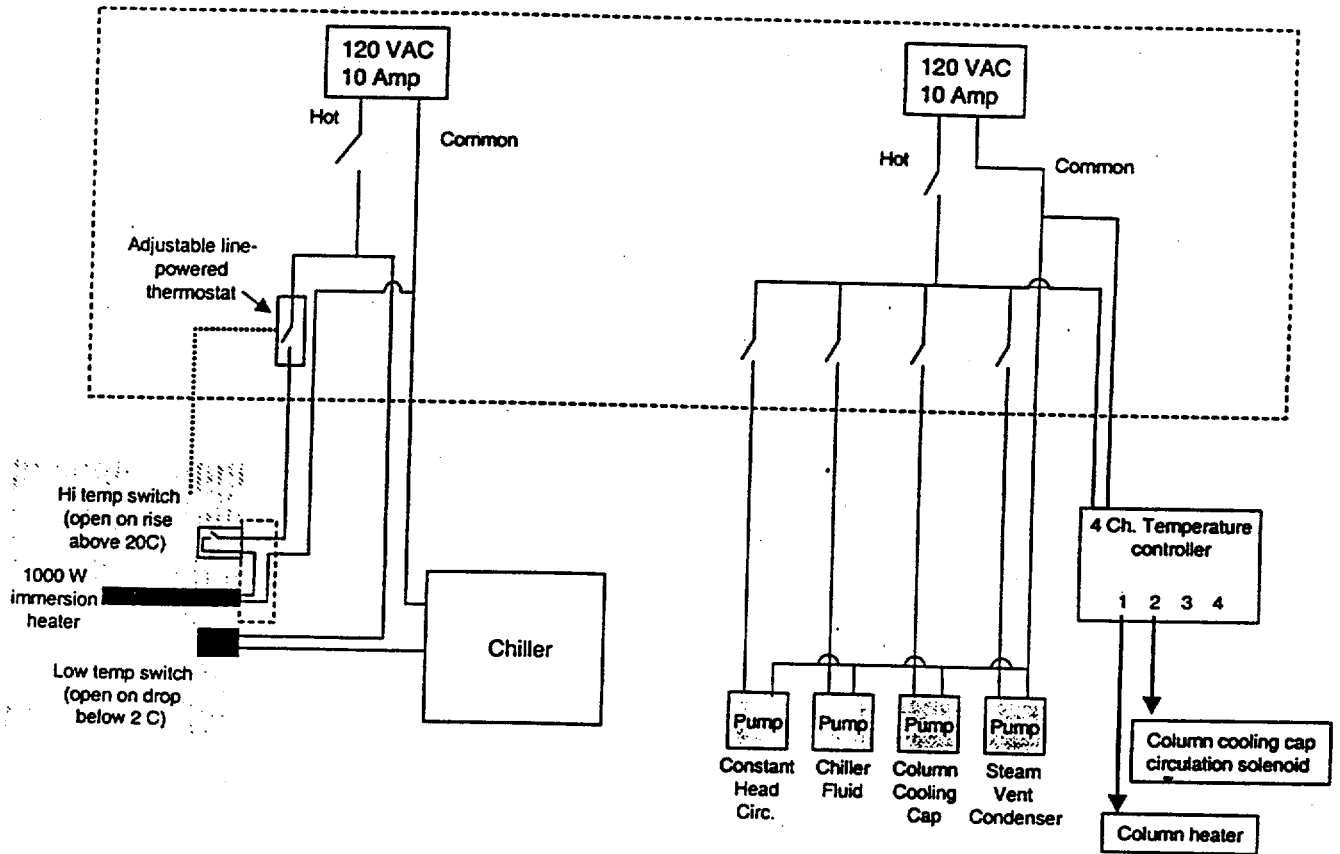 120 VAC
10 Amp
Hot
Common
120 VAC
10 Amp
Hot
Common
Adjustable line-
powered
thermostat
Hi temp switch
(open on rise
above 20C)
1000 W
immersion
heater
Low temp switch
(open on drop
below 2 C)
Chiller
4 Ch. Temperature
controller
1 2 3 4
Pump
Pump
Pump
Pump
Constant
Head
Circ.
Chiller
Fluid
Column
Cooling
Cap
Steam
Vent
Condenser
Column cooling cap
circulation solenoid
Column heater